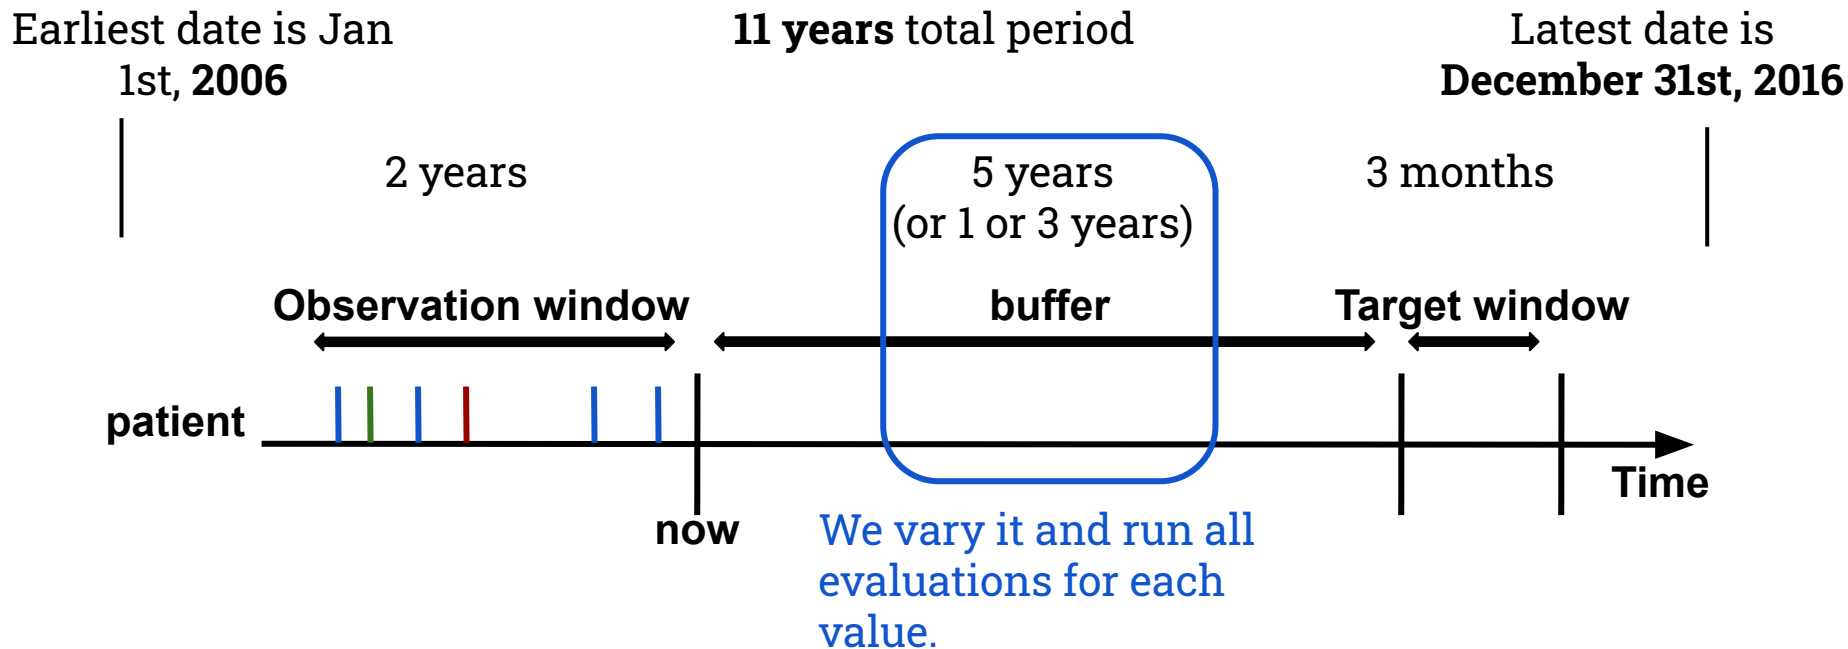 Earliest date is Jan
1st, 2006
11 years total period
Latest date is
December 31st, 2016
2 years
5 years
(or 1 or 3 years)
3 months
Observation window
buffer
Target window
patient
Time
now
We vary it and run all
evaluations for each
value.